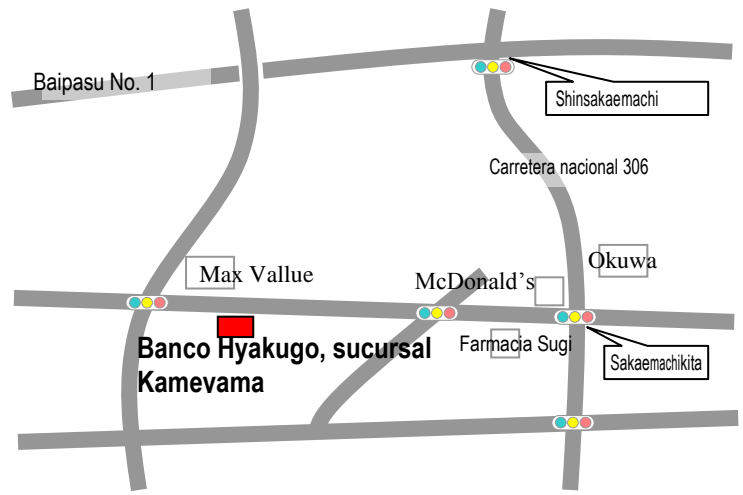 Baipasu No. 1
Shinsakaemachi
Carretera nacional 306
Okuwa
Max Vallue
McDonald's
Farmacia Sugi
Banco Hyakugo, sucursal
Kameyama
Sakaemachikita